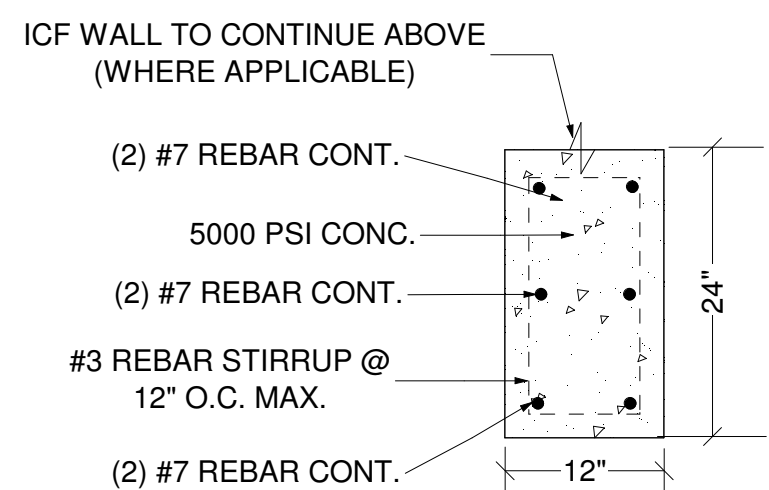 ICF WALL TO CONTINUE ABOVE
(WHERE APPLICABLE)
(2) #7 REBAR CONT.
5000 PSI CONC.
(2) #7 REBAR CONT.
#3 REBAR STIRRUP @
12" O.C. MAX.
(2) #7 REBAR CONT.
24"
12"